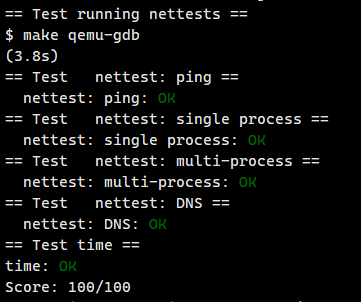 == Test running nettests ==
$ make qemu-gdb
(3.8s)
== Test   nettest: ping ==
  nettest: ping: OK
== Test   nettest: single process ==
  nettest: single process: OK
== Test   nettest: multi-process ==
  nettest: multi-process: OK
== Test   nettest: DNS ==
  nettest: DNS: OK
== Test time ==
time: OK
Score: 100/100